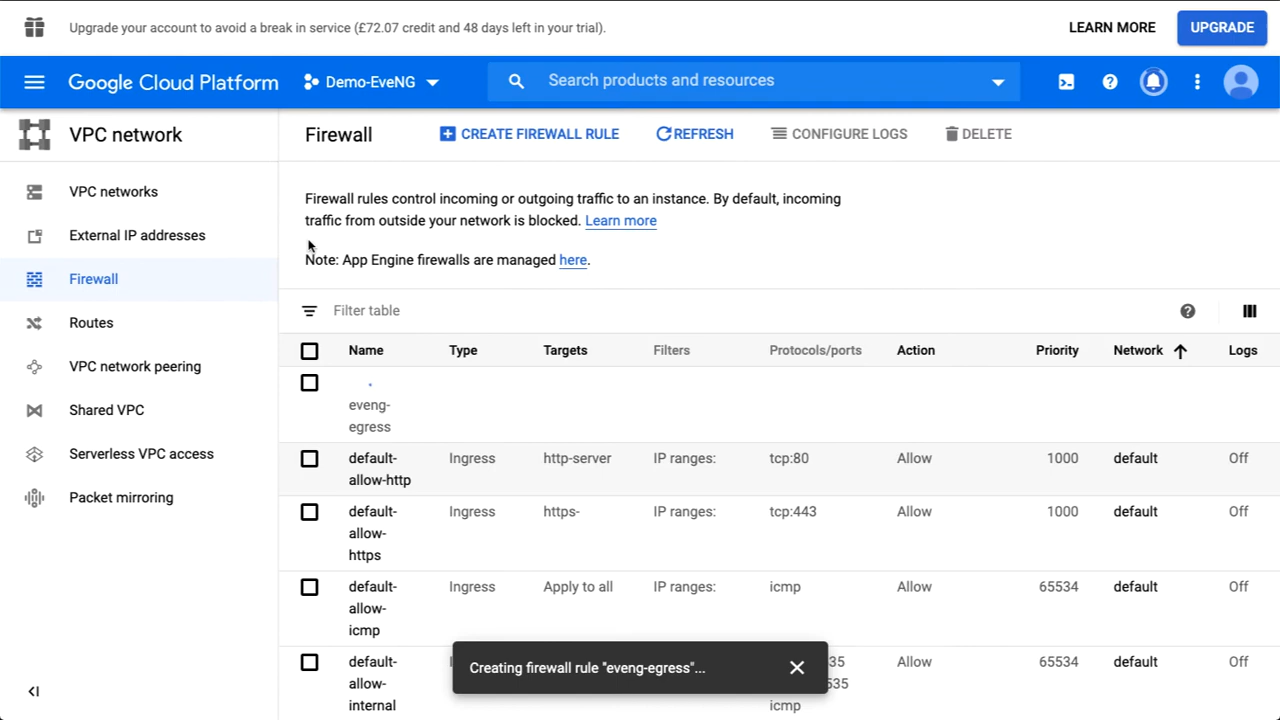 Upgrade your account to avoid a break in service (£72.07 credit and 48 days left in your trial).
LEARN MORE
UPGRADE
Google Cloud Platform
Demo-EveNG
Search products and resources
VPC network
Firewall
CREATE FIREWALL RULE
REFRESH
CONFIGURE LOGS
DELETE
VPC networks
External IP addresses
Firewall
Routes
VPC network peering
Shared VPC
Serverless VPC access
Packet mirroring
Firewall rules control incoming or outgoing traffic to an instance. By default, incoming
traffic from outside your network is blocked. Learn more
Note: App Engine firewalls are managed here.
Filter table
Name Type Targets Filters Protocols/ports Action Priority Network Logs
eveng-
egress
default- Ingress http-server IP ranges: tcp:80 Allow 1000 default Off
allow-http
default- Ingress https- IP ranges: tcp:443 Allow 1000 default Off
allow-
https
default- Ingress Apply to all IP ranges: icmp Allow 65534 default Off
allow-
icmp
default- 35 Allow 65534 default Off
allow- 535
internal icmp
Creating firewall rule "eveng-egress"...